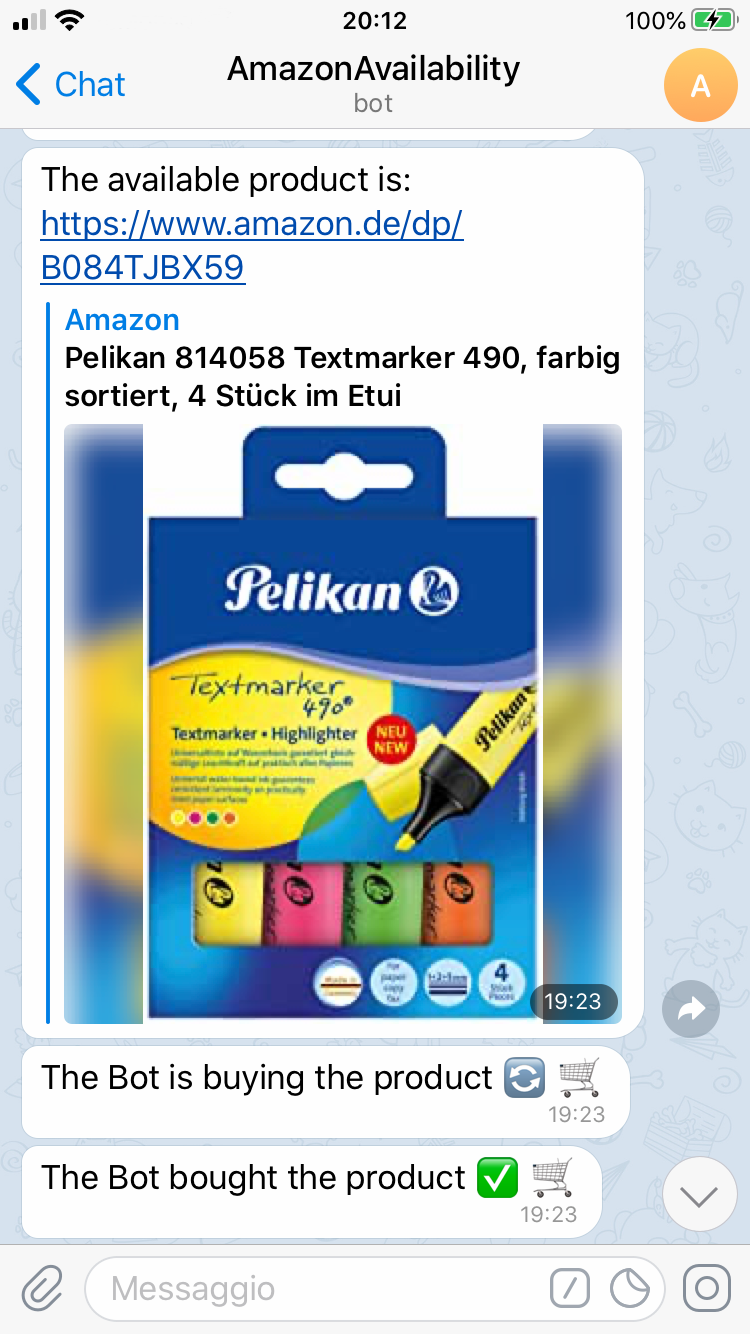 20:12
100%
Chat
AmazonAvailability
bot
A
The available product is:
https://www.amazon.de/dp/
B084TJBX59
Amazon
Pelikan 814058 Textmarker 490, farbig
sortiert, 4 Stück im Etui
Pelikan
Textmarker
490®
Textmarker • Highlighter
NEU
NEW
Pelikan
4
Stück
Pieces
19:23
The Bot is buying the product 🔄 🛒
19:23
The Bot bought the product ✅ 🛒
19:23
Messaggio